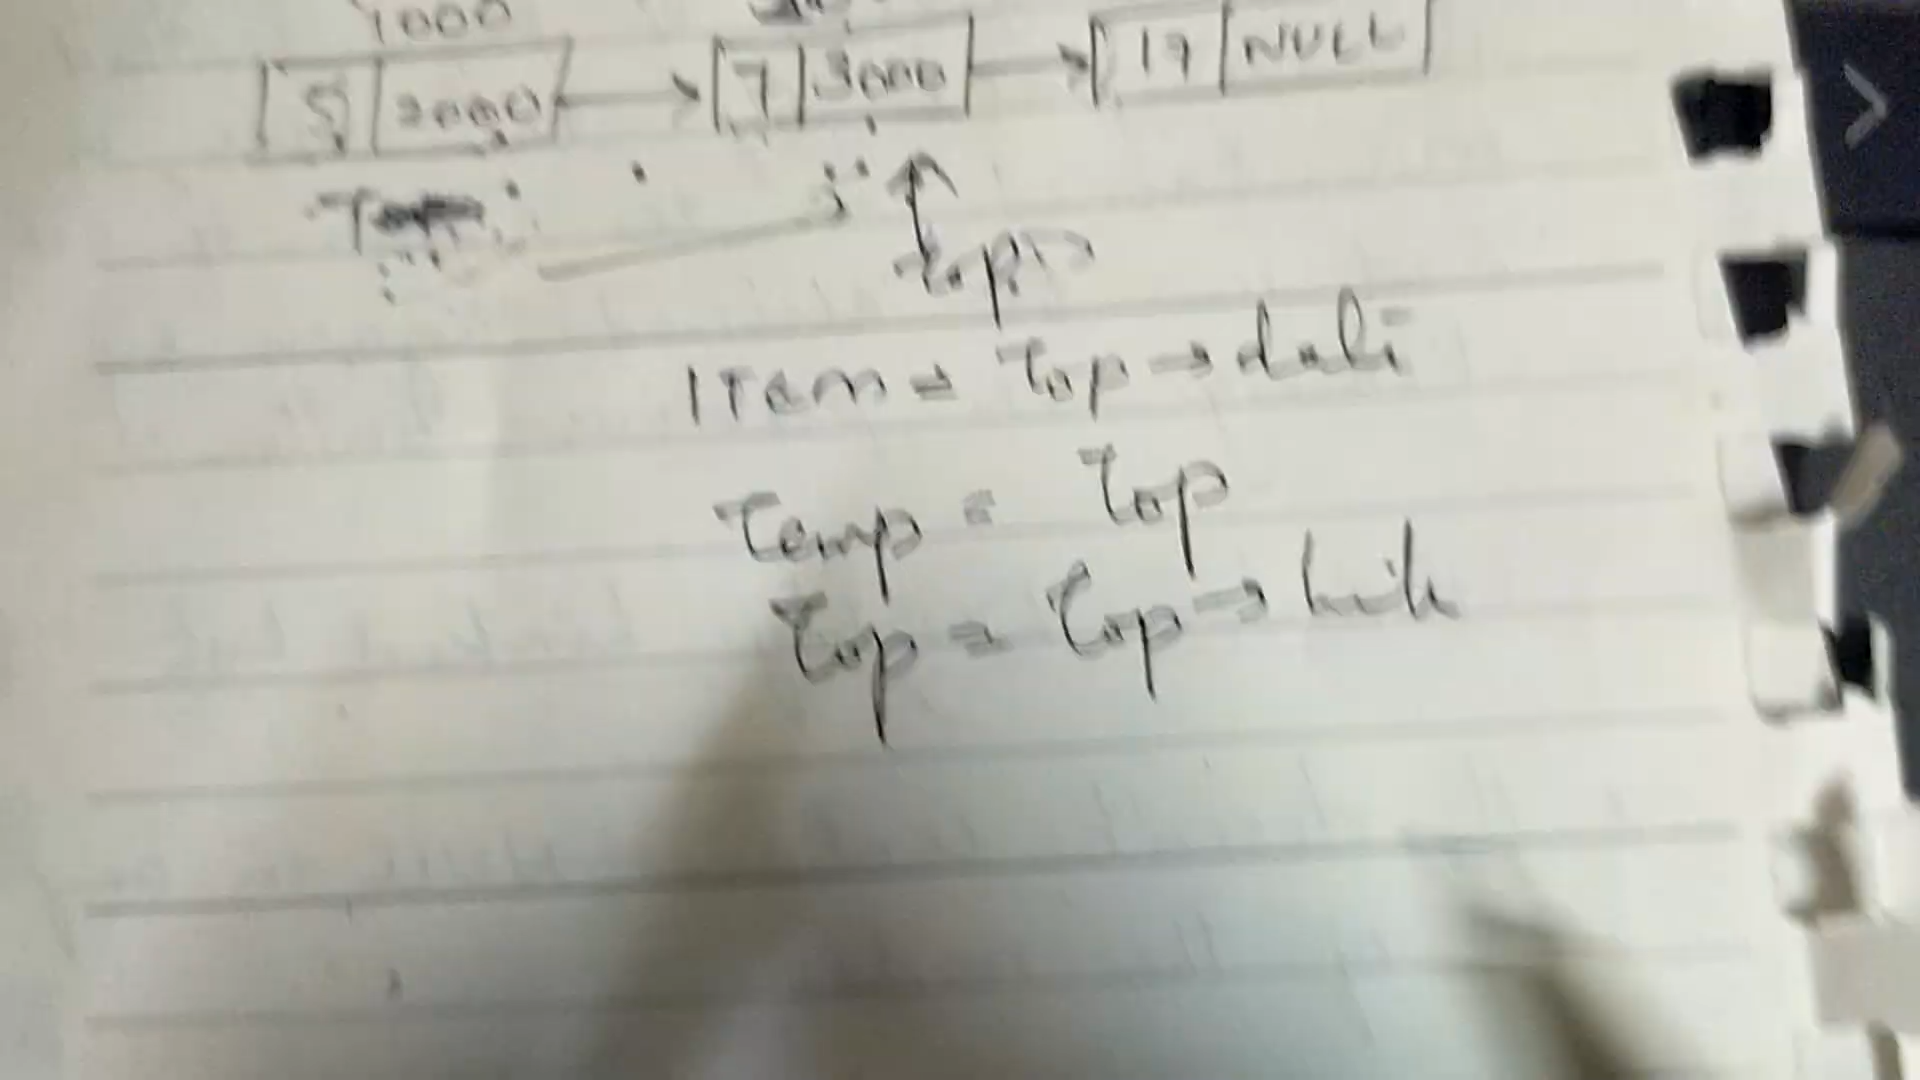 1000
5 2000 7 3000 17 NULL
Top
Item = Top → data
Temp = Top
Top = Top → link